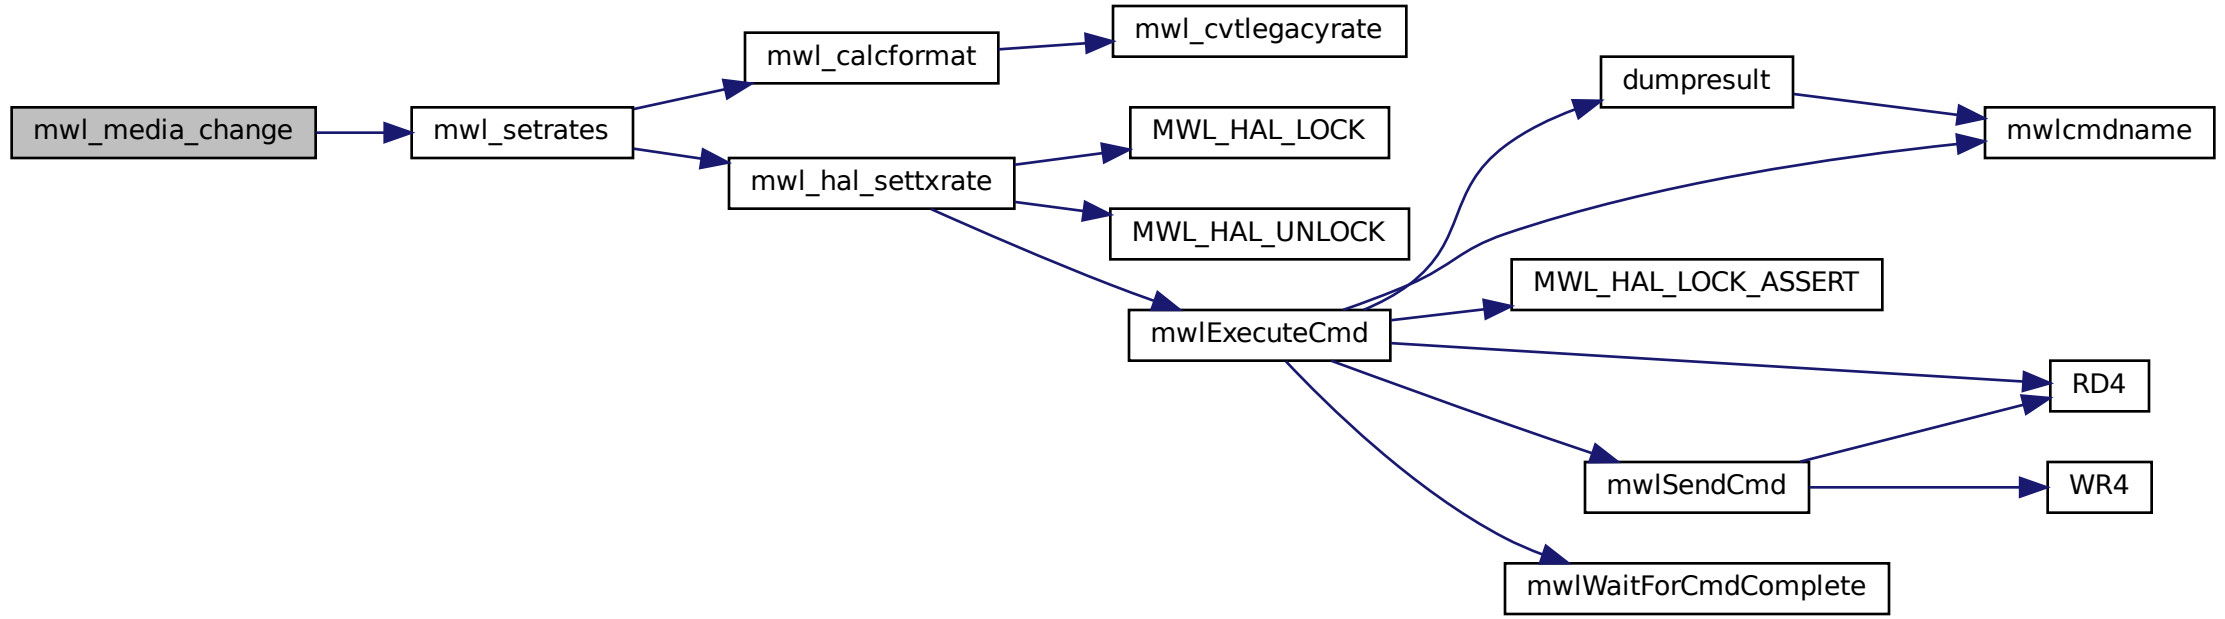 mwl_media_change
mwl_setrates
mwl_calcformat
mwl_cvtlegacyrate
mwl_hal_settxrate
MWL_HAL_LOCK
MWL_HAL_UNLOCK
mwlExecuteCmd
dumpresult
mwlcmdname
MWL_HAL_LOCK_ASSERT
RD4
mwlSendCmd
WR4
mwlWaitForCmdComplete